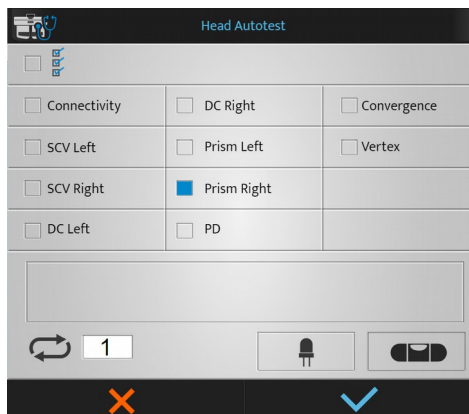 Head Autotest
Connectivity
DC Right
Convergence
SCV Left
Prism Left
Vertex
SCV Right
Prism Right
DC Left
PD
1